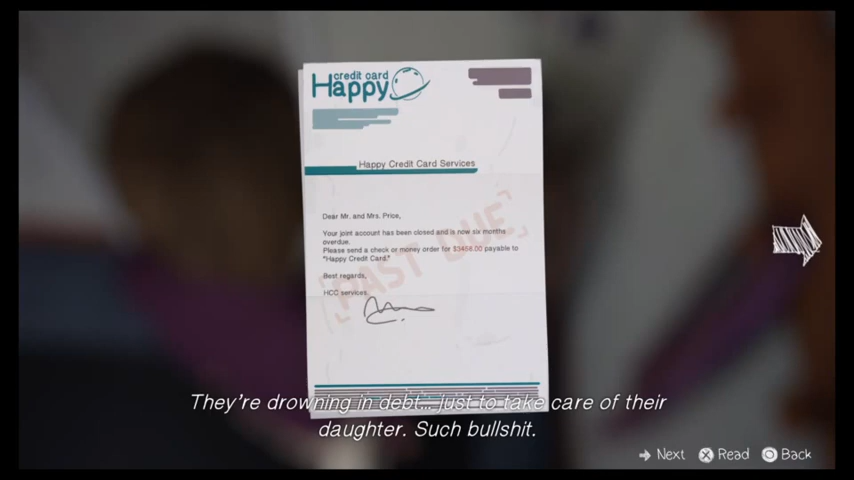 credit card
Happy
Happy Credit Card Services
Dear Mr. and Mrs. Price,
Your joint account has been closed and is now six months
overdue.
Please send a check or money order for $3458.00 payable to
"Happy Credit Card."
Best regards,
HCC services.
PAST DUE
They're drowning in debt... just to take care of their
daughter. Such bullshit.
Next Read Back